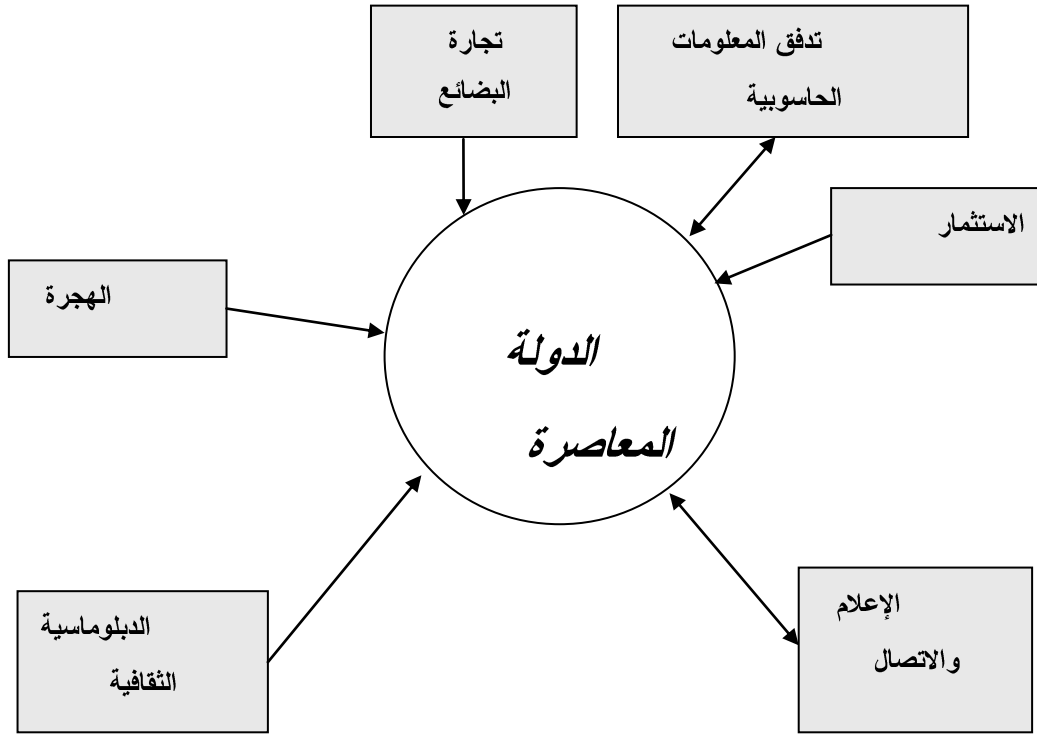 تجارة
البضائع
تدفق المعلومات
الحاسوبية
الاستثمار
الهجرة
الدولة
المعاصرة
الدبلوماسية
الثقافية
الإعلام
والاتصال